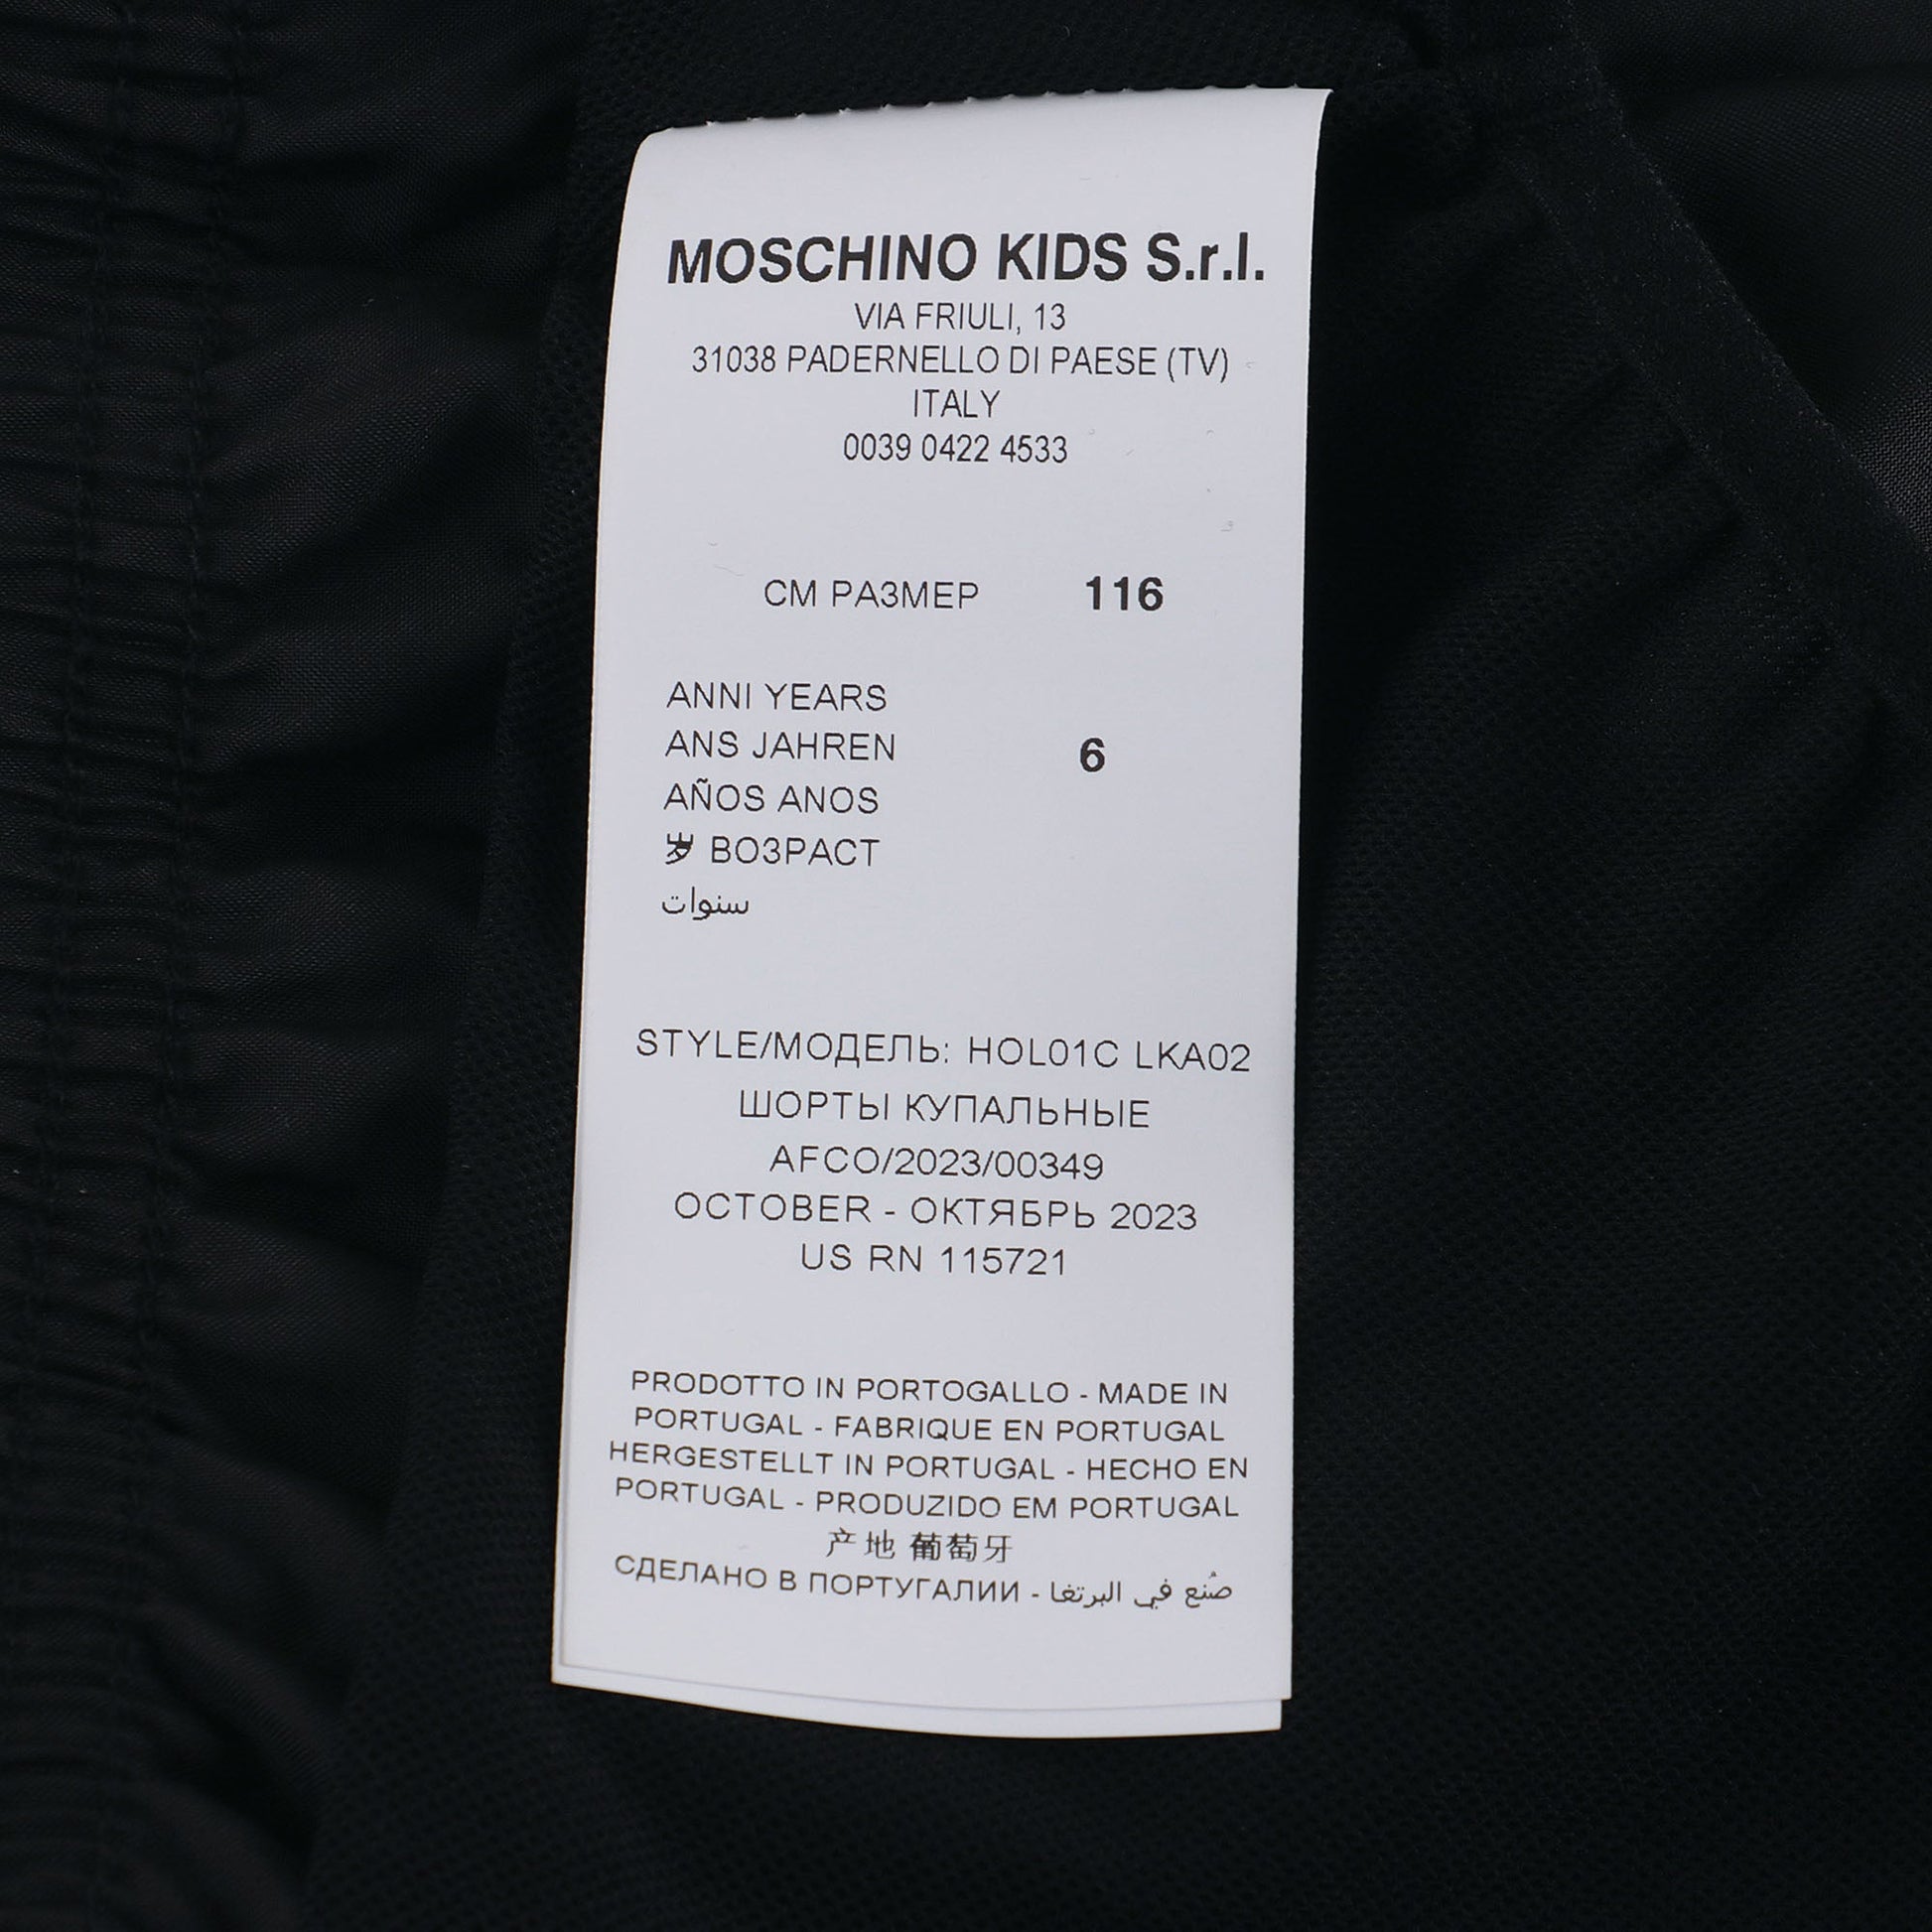 MOSCHINO KIDS S.r.l.
VIA FRIULI, 13
31038 PADERNELLO DI PAESE (TV)
ITALY
0039 0422 4533
СМ РАЗМЕР 116
ANNI YEARS
ANS JAHREN 6
AÑOS ANOS
岁 ВОЗРАСТ
سنوات
STYLE/МОДЕЛЬ: HOL01C LKA02
ШОРТЫ КУПАЛЬНЫЕ
AFCO/2023/00349
OCTOBER - ОКТЯБРЬ 2023
US RN 115721
PRODOTTO IN PORTOGALLO - MADE IN
PORTUGAL - FABRIQUE EN PORTUGAL
HERGESTELLT IN PORTUGAL - HECHO EN
PORTUGAL - PRODUZIDO EM PORTUGAL
产地 葡萄牙
СДЕЛАНО В ПОРТУГАЛИИ - صُنع في البرتغا